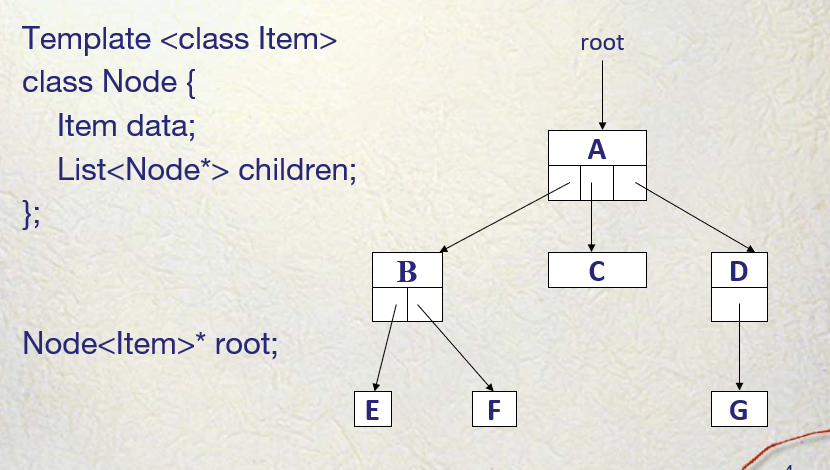 Template <class Item>
class Node {
Item data;
List<Node*> children;
};
Node<Item>* root;
root
A
B
C
D
E
F
G